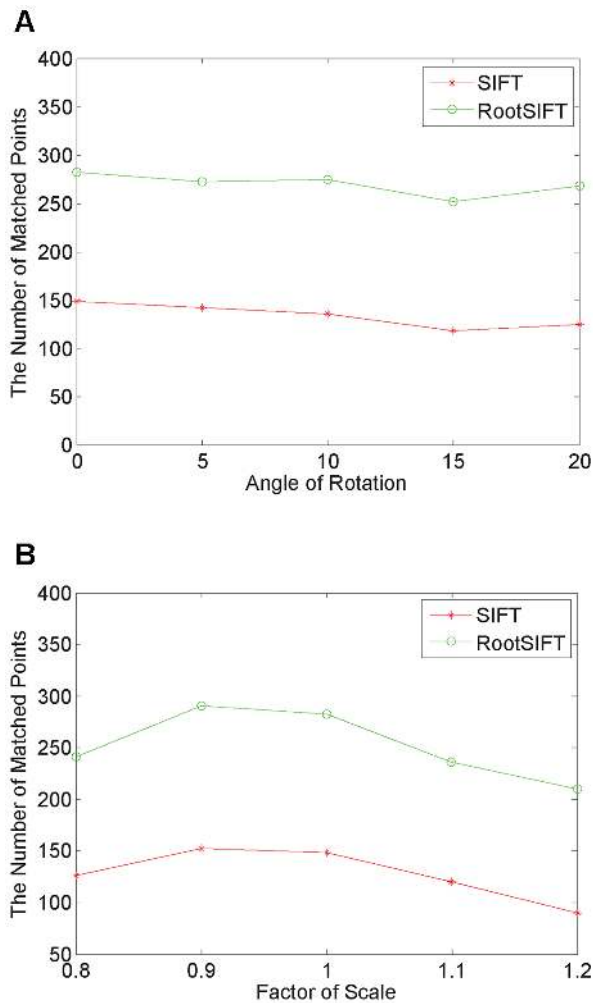 A
The Number of Matched Points
400
350
300
250
200
150
100
50
0
SIFT
RootSIFT
0 5 10 15 20
Angle of Rotation
B
The Number of Matched Points
400
350
300
250
200
150
100
50
SIFT
RootSIFT
0.8 0.9 1 1.1 1.2
Factor of Scale